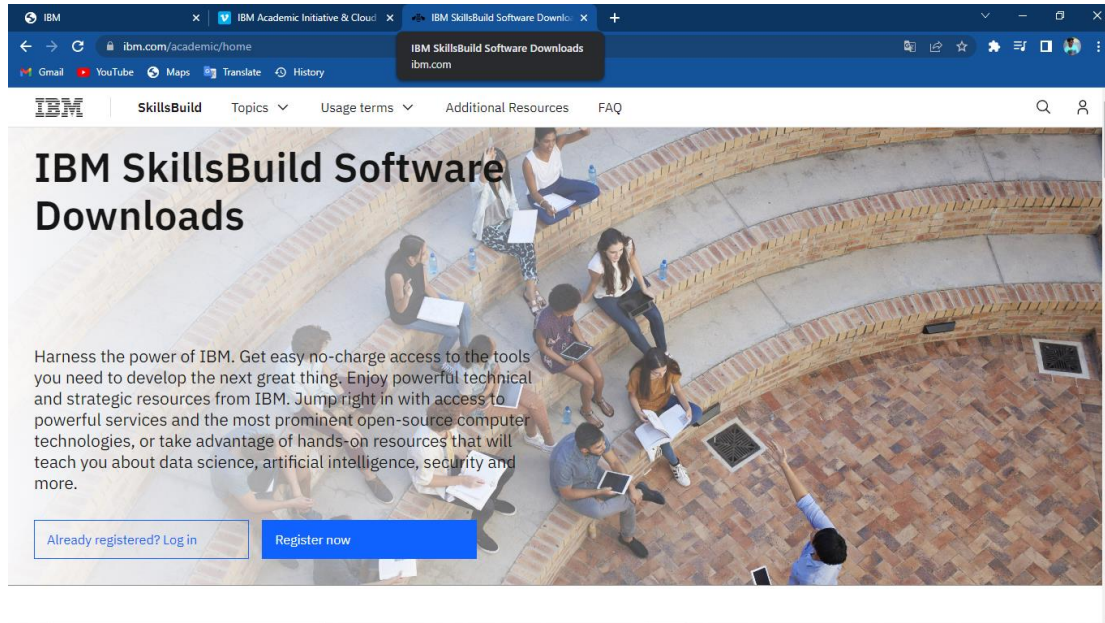 IBM
IBM Academic Initiative & Cloud
IBM SkillsBuild Software Downlo
ibm.com/academic/home
IBM SkillsBuild Software Downloads
ibm.com
Gmail
YouTube
Maps
Translate
History
IBM
SkillsBuild
Topics
Usage terms
Additional Resources
FAQ
IBM SkillsBuild Software
Downloads
Harness the power of IBM. Get easy no-charge access to the tools
you need to develop the next great thing. Enjoy powerful technical
and strategic resources from IBM. Jump right in with access to
powerful services and the most prominent open-source computer
technologies, or take advantage of hands-on resources that will
teach you about data science, artificial intelligence, security and
more.
Already registered? Log in
Register now